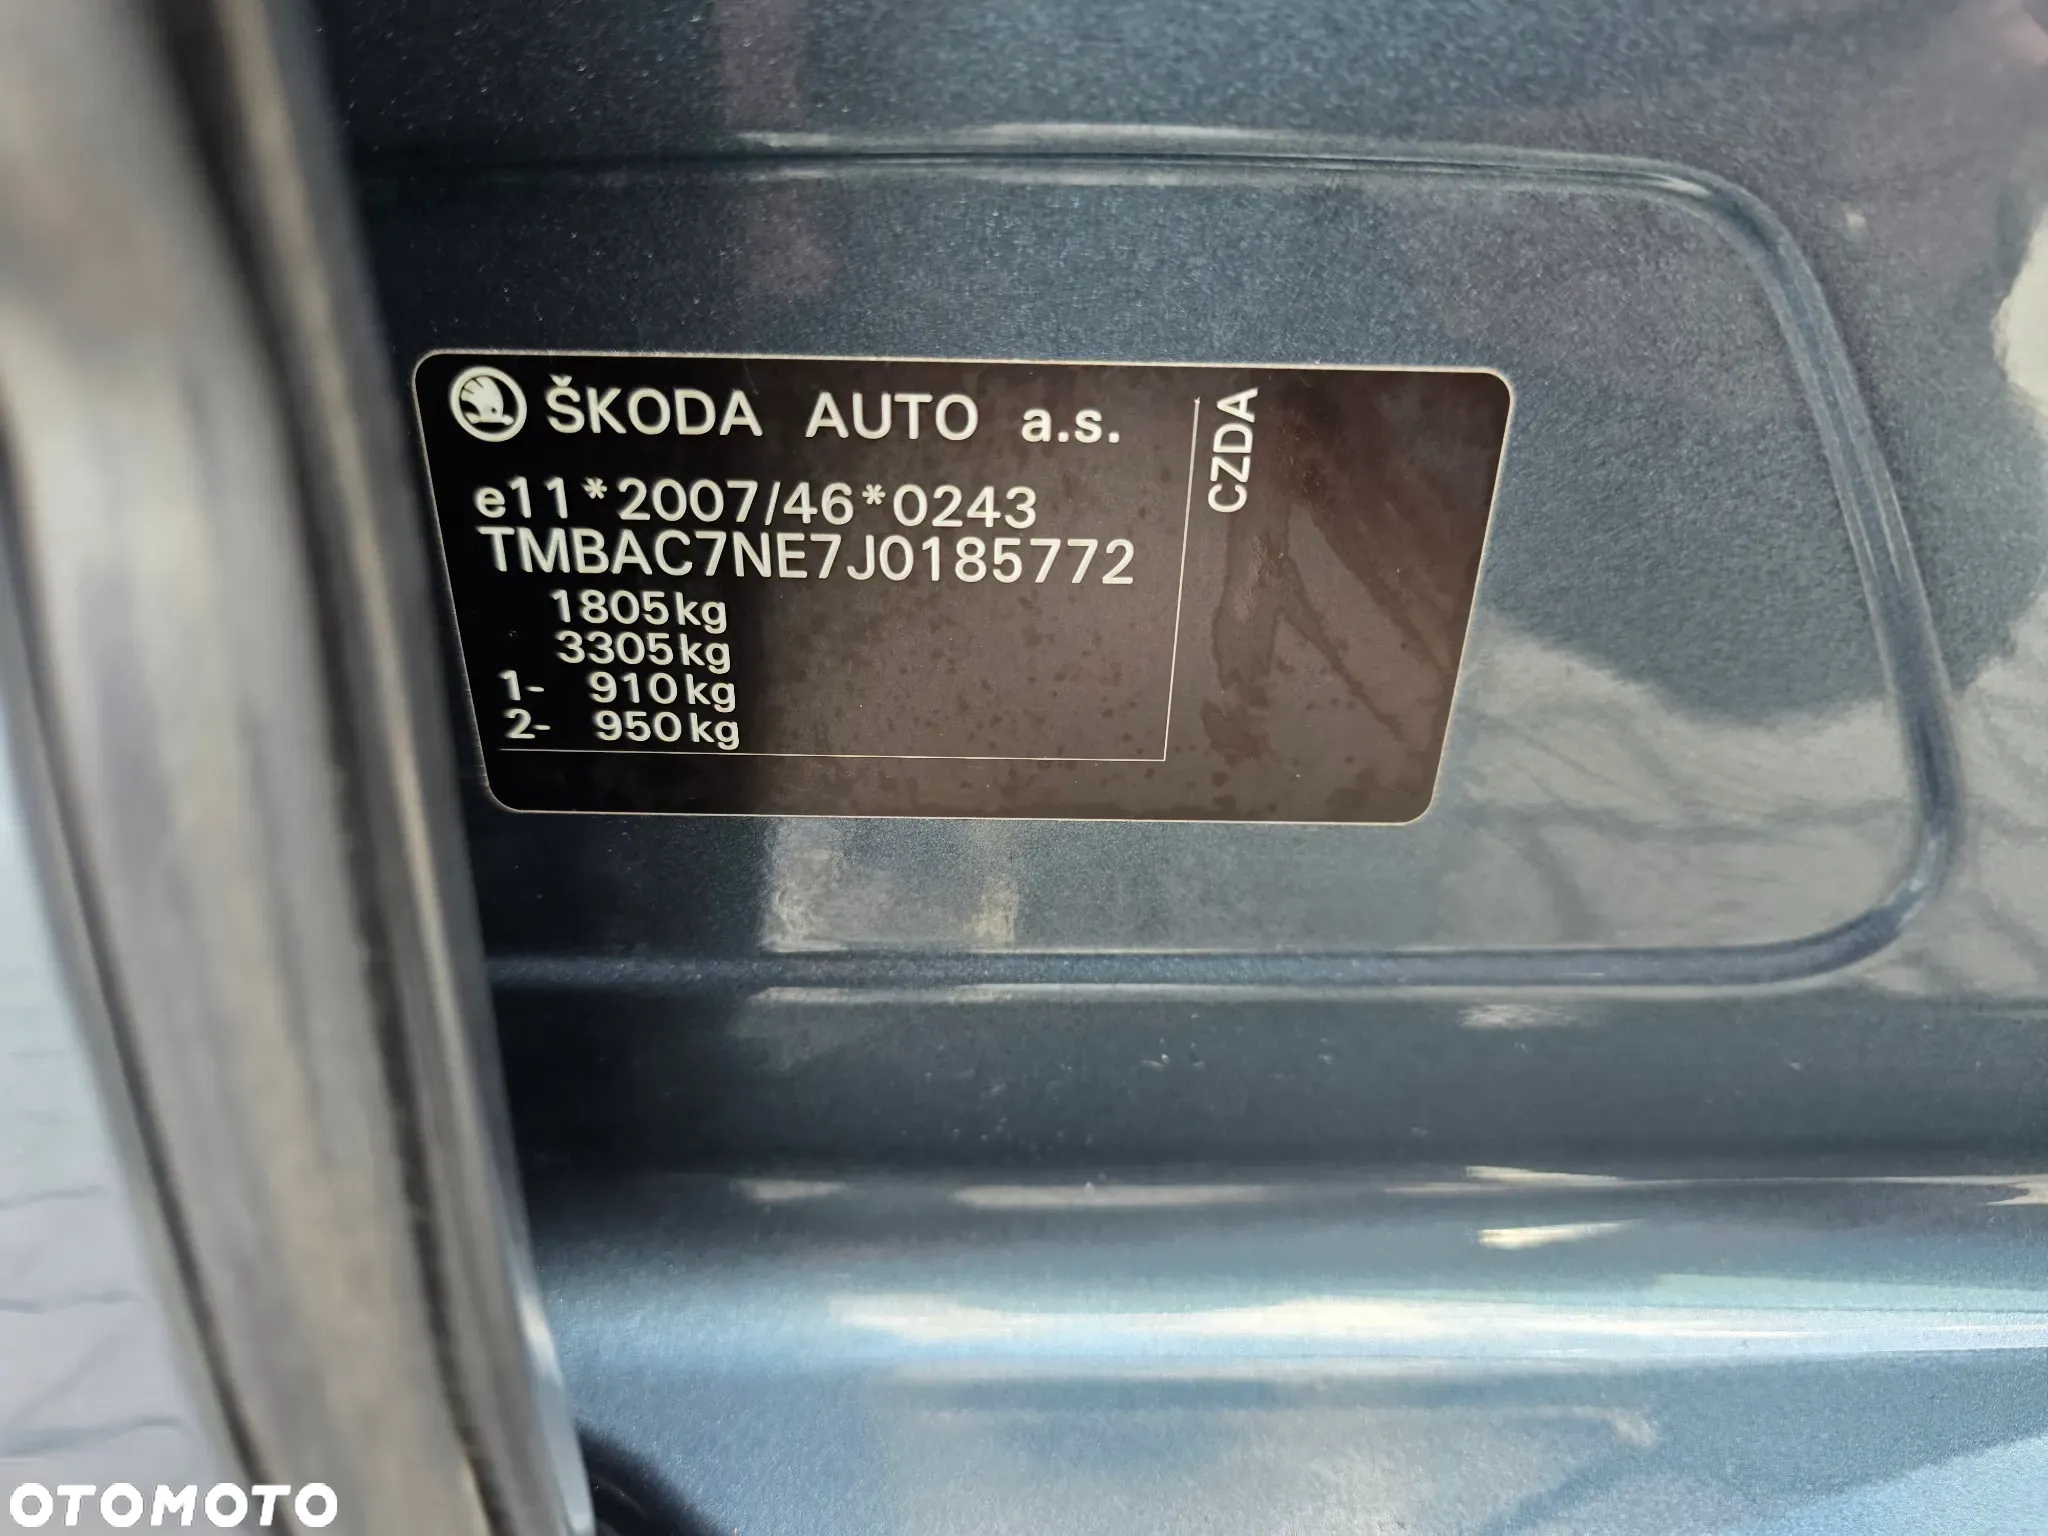 ŠKODA AUTO a.s.
CZDA
e11*2007/46*0243
TMBAC7NE7J0185772
1805kg
3305kg
1- 910kg
2- 950kg
OTOMOTO